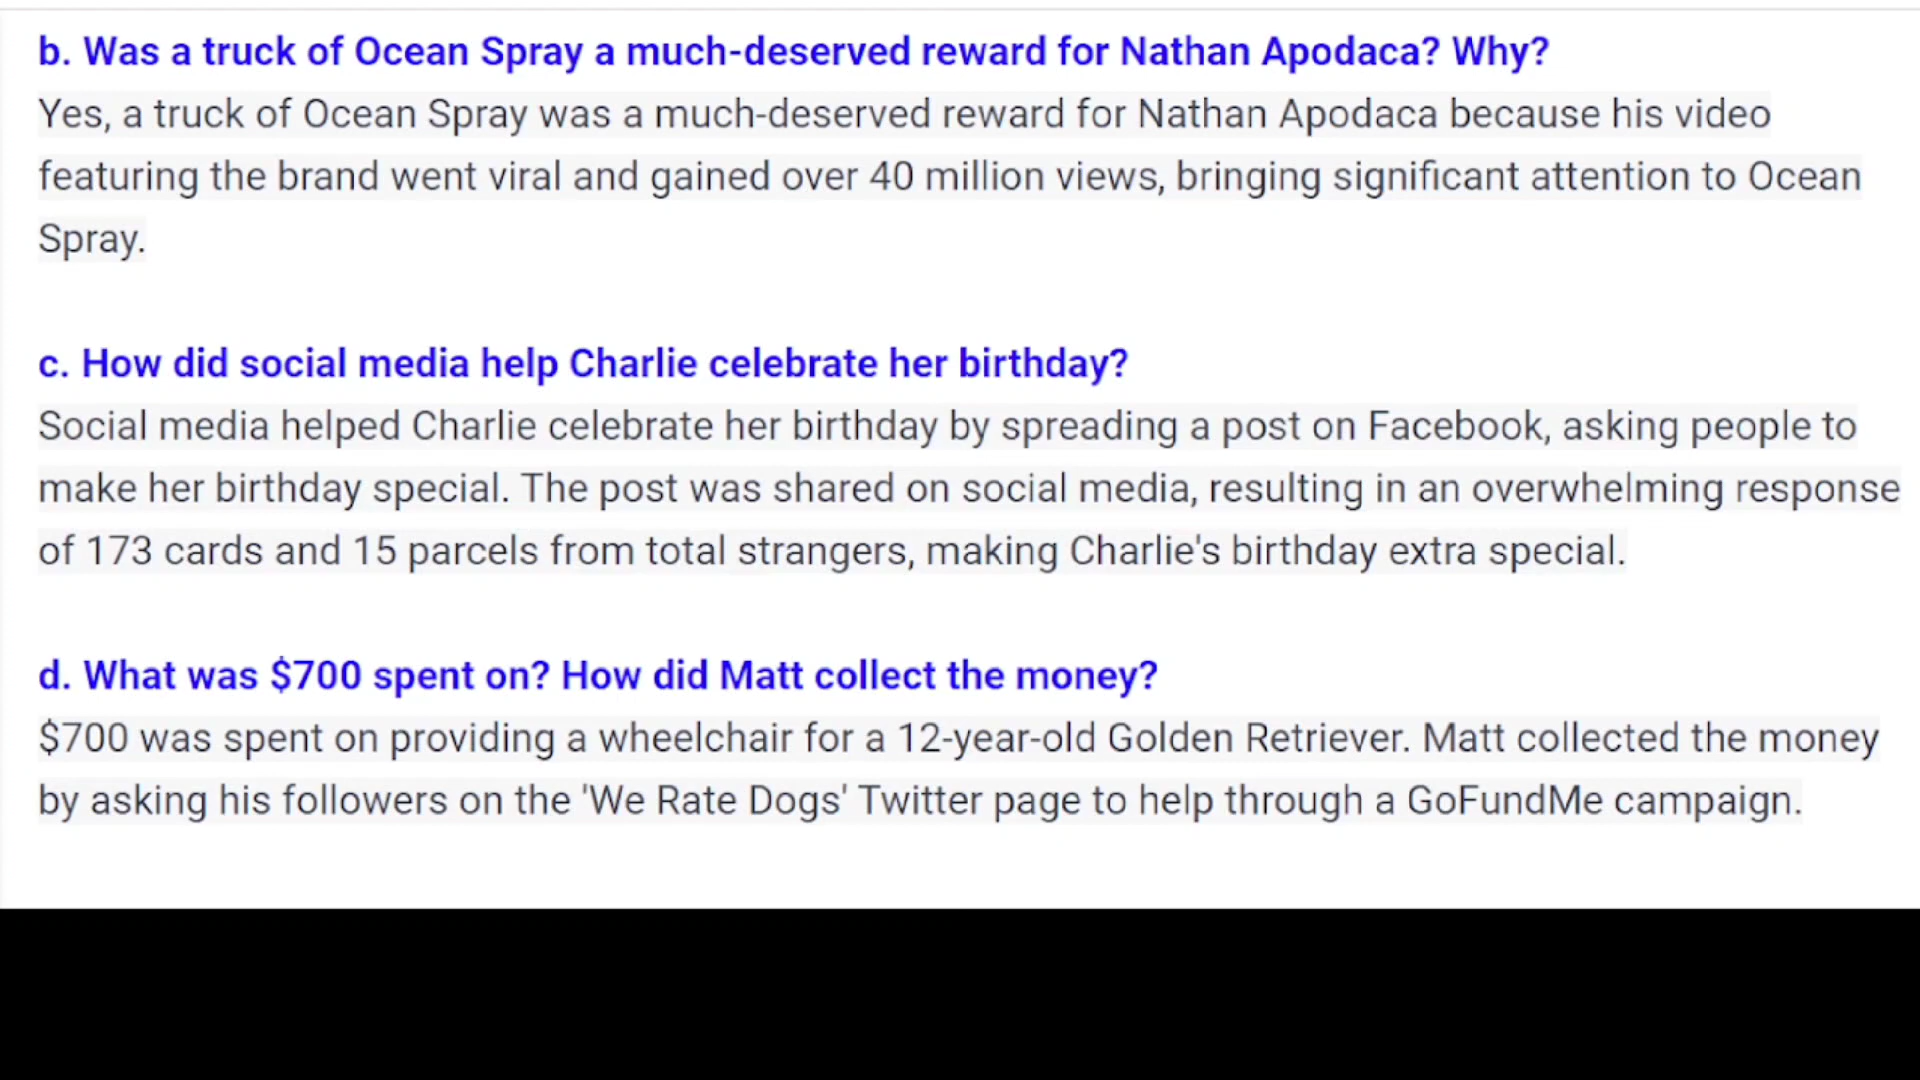 b. Was a truck of Ocean Spray a much-deserved reward for Nathan Apodaca? Why?
Yes, a truck of Ocean Spray was a much-deserved reward for Nathan Apodaca because his video
featuring the brand went viral and gained over 40 million views, bringing significant attention to Ocean
Spray.
c. How did social media help Charlie celebrate her birthday?
Social media helped Charlie celebrate her birthday by spreading a post on Facebook, asking people to
make her birthday special. The post was shared on social media, resulting in an overwhelming response
of 173 cards and 15 parcels from total strangers, making Charlie's birthday extra special.
d. What was $700 spent on? How did Matt collect the money?
$700 was spent on providing a wheelchair for a 12-year-old Golden Retriever. Matt collected the money
by asking his followers on the 'We Rate Dogs' Twitter page to help through a GoFundMe campaign.